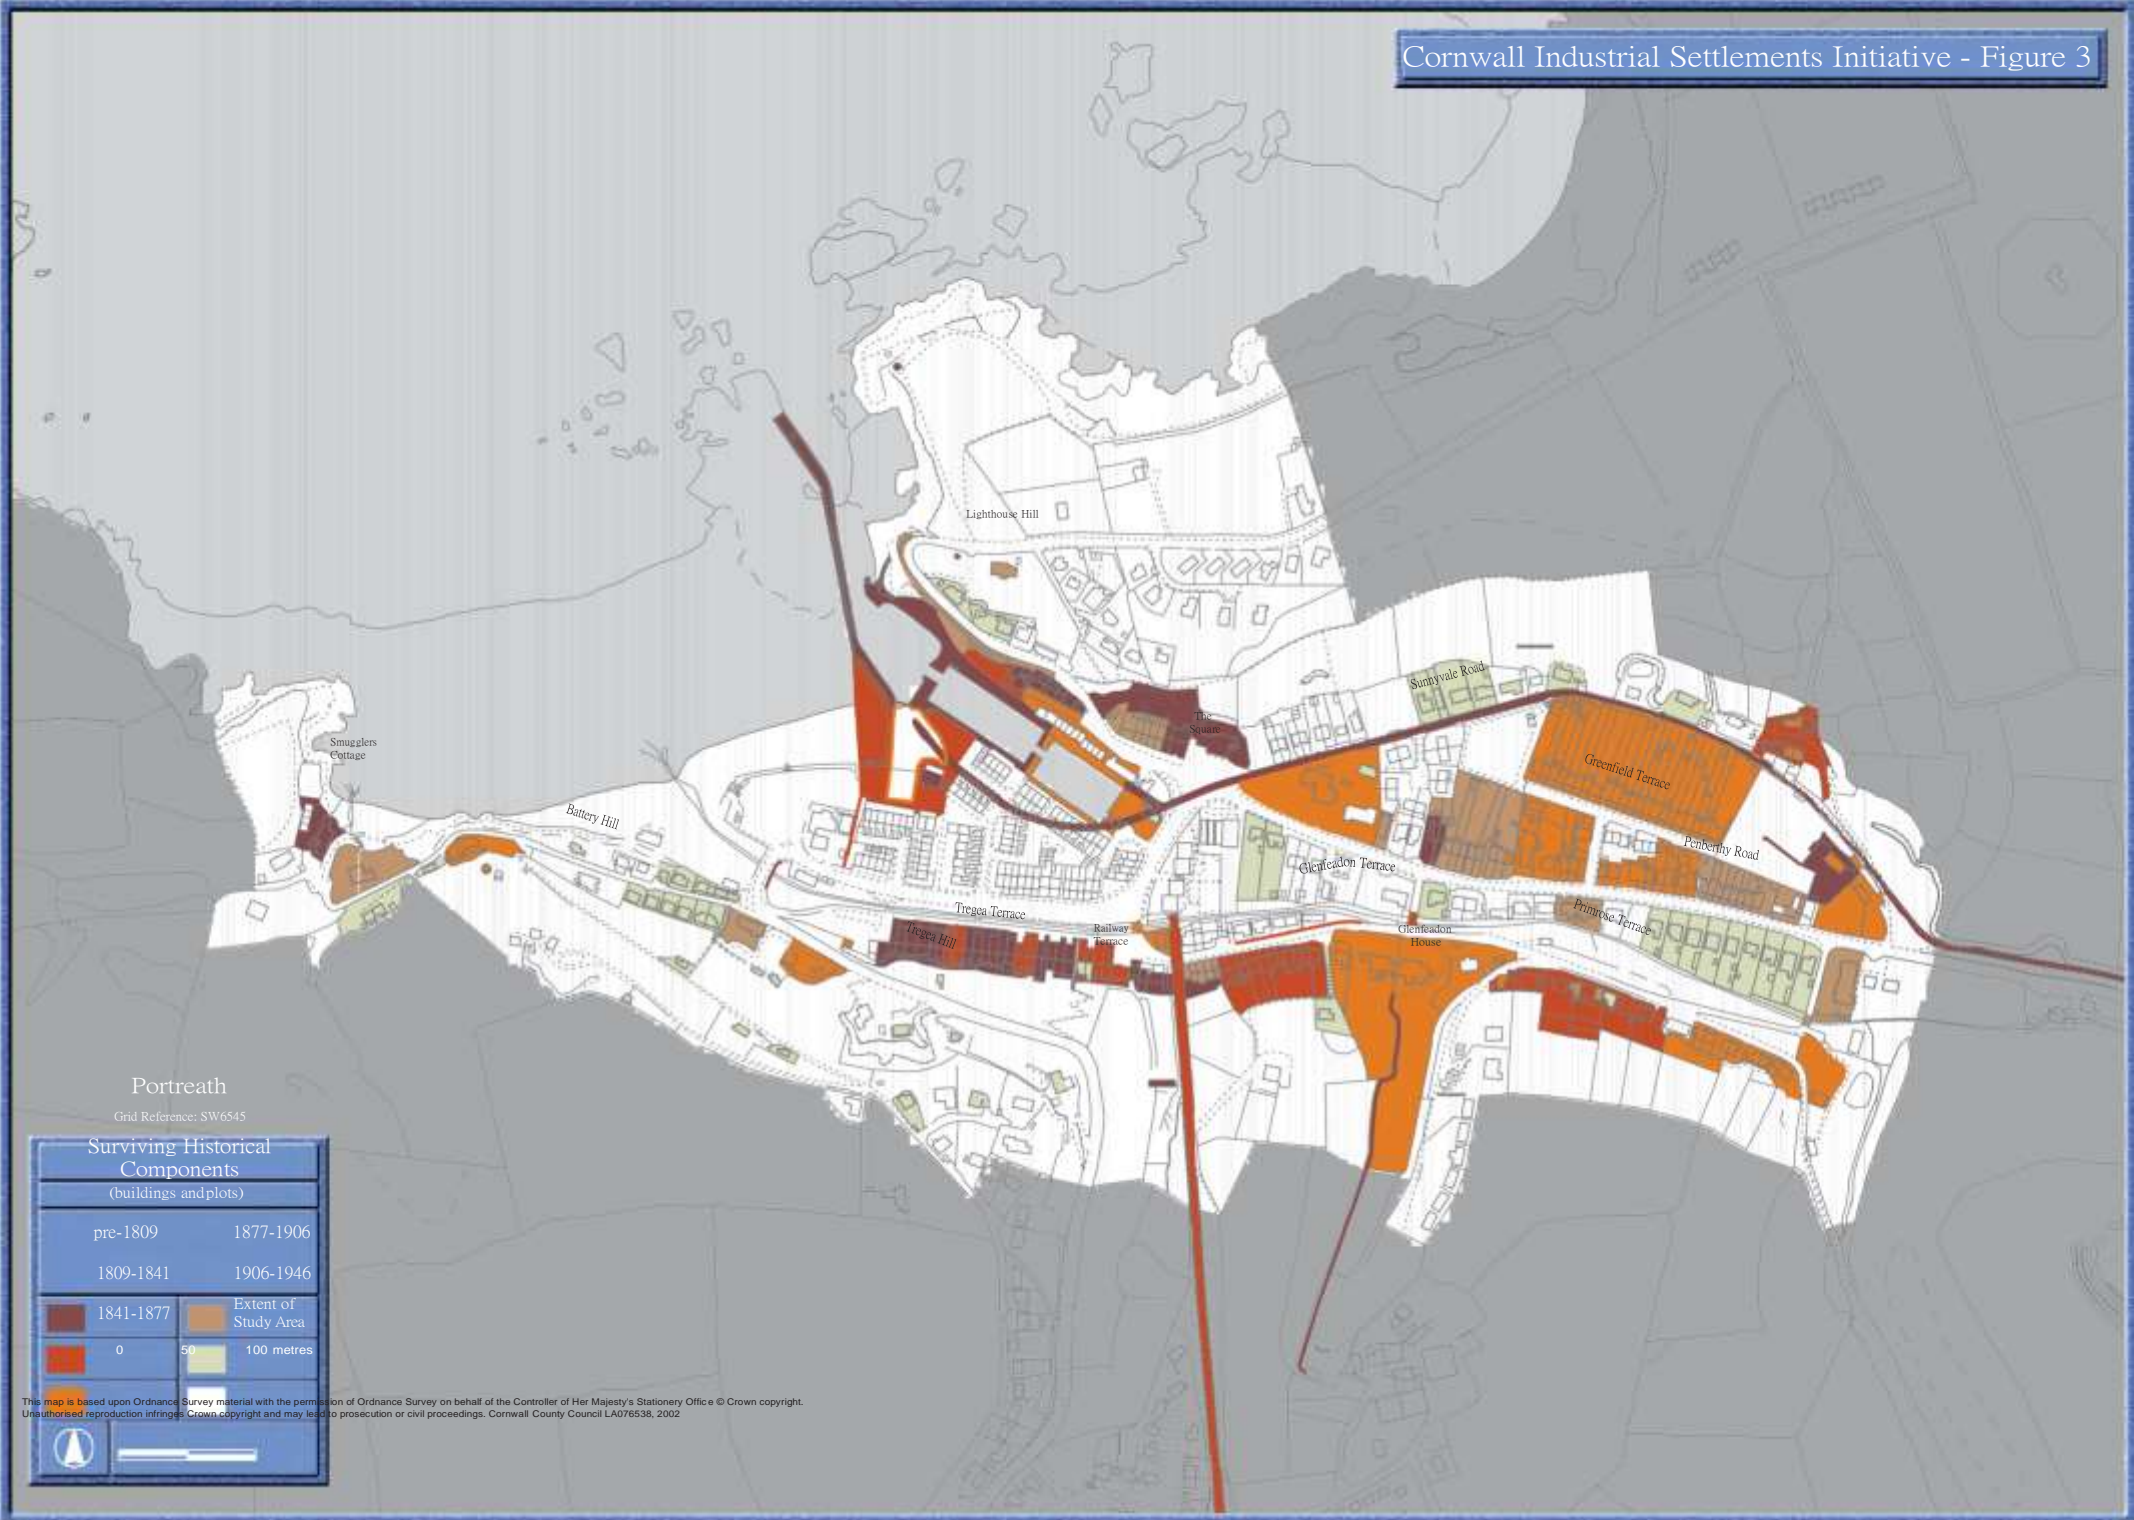 Cornwall Industrial Settlements Initiative - Figure 3
Lighthouse Hill
Sunnyvale Road
The
Square
Smugglers
Cottage
Greenfield Terrace
Battery Hill
Penberthy Road
Glenfeadon Terrace
Tregea Terrace
Primrose Terrace
Tregea Hill
Railway
Terrace
Glenfeadon
House
Portreath
Grid Reference: SW6545
Surviving Historical
Components
(buildings and plots)
pre-1809
1877-1906
1809-1841
1906-1946
1841-1877
Extent of
Study Area
0 50 100 metres
This map is based upon Ordnance Survey material with the permission of Ordnance Survey on behalf of the Controller of Her Majesty's Stationery Office © Crown copyright.
Unauthorised reproduction infringes Crown copyright and may lead to prosecution or civil proceedings. Cornwall County Council LA076538, 2002